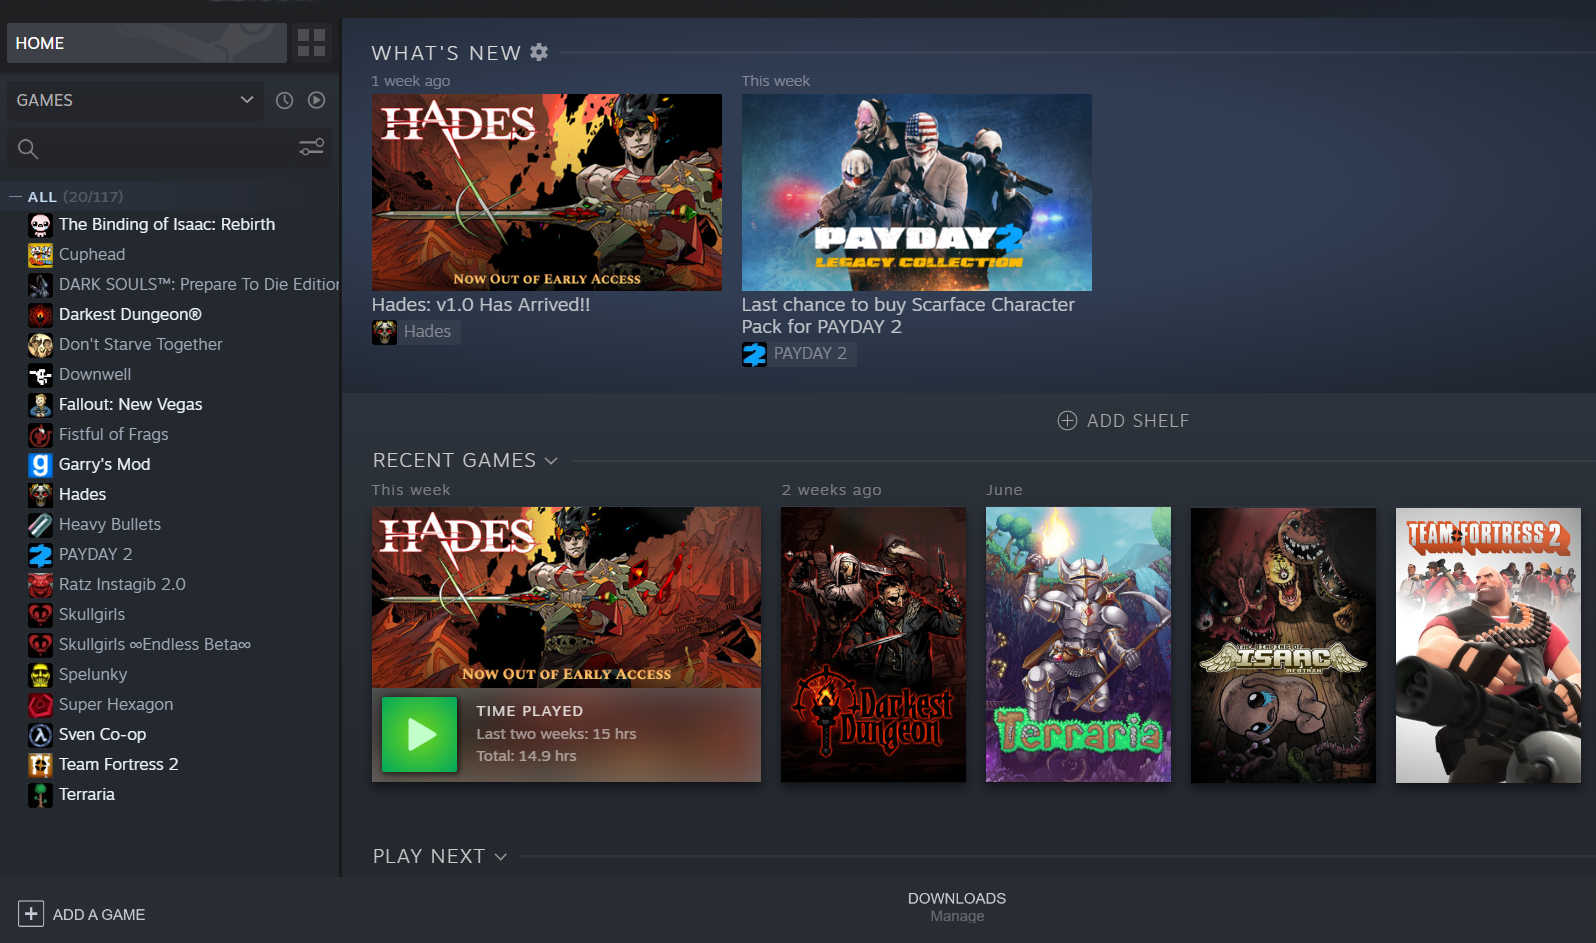 HOME
GAMES
ALL (20/117)
The Binding of Isaac: Rebirth
Cuphead
DARK SOULS™: Prepare To Die Edition
Darkest Dungeon®
Don't Starve Together
Downwell
Fallout: New Vegas
Fistful of Frags
Garry's Mod
Hades
Heavy Bullets
PAYDAY 2
Ratz Instagib 2.0
Skullgirls
Skullgirls ∞Endless Beta∞
Spelunky
Super Hexagon
Sven Co-op
Team Fortress 2
Terraria
ADD A GAME
WHAT'S NEW
1 week ago
HADES
NOW OUT OF EARLY ACCESS
Hades: v1.0 Has Arrived!!
Hades
This week
PAYDAY 2
LEGACY COLLECTION
Last chance to buy Scarface Character
Pack for PAYDAY 2
PAYDAY 2
ADD SHELF
RECENT GAMES
This week
HADES
NOW OUT OF EARLY ACCESS
TIME PLAYED
Last two weeks: 15 hrs
Total: 14.9 hrs
2 weeks ago
Darkest
Dungeon
June
Terraria
THE BINDING OF
ISAAC
REBIRTH
TEAM FORTRESS 2
PLAY NEXT
DOWNLOADS
Manage